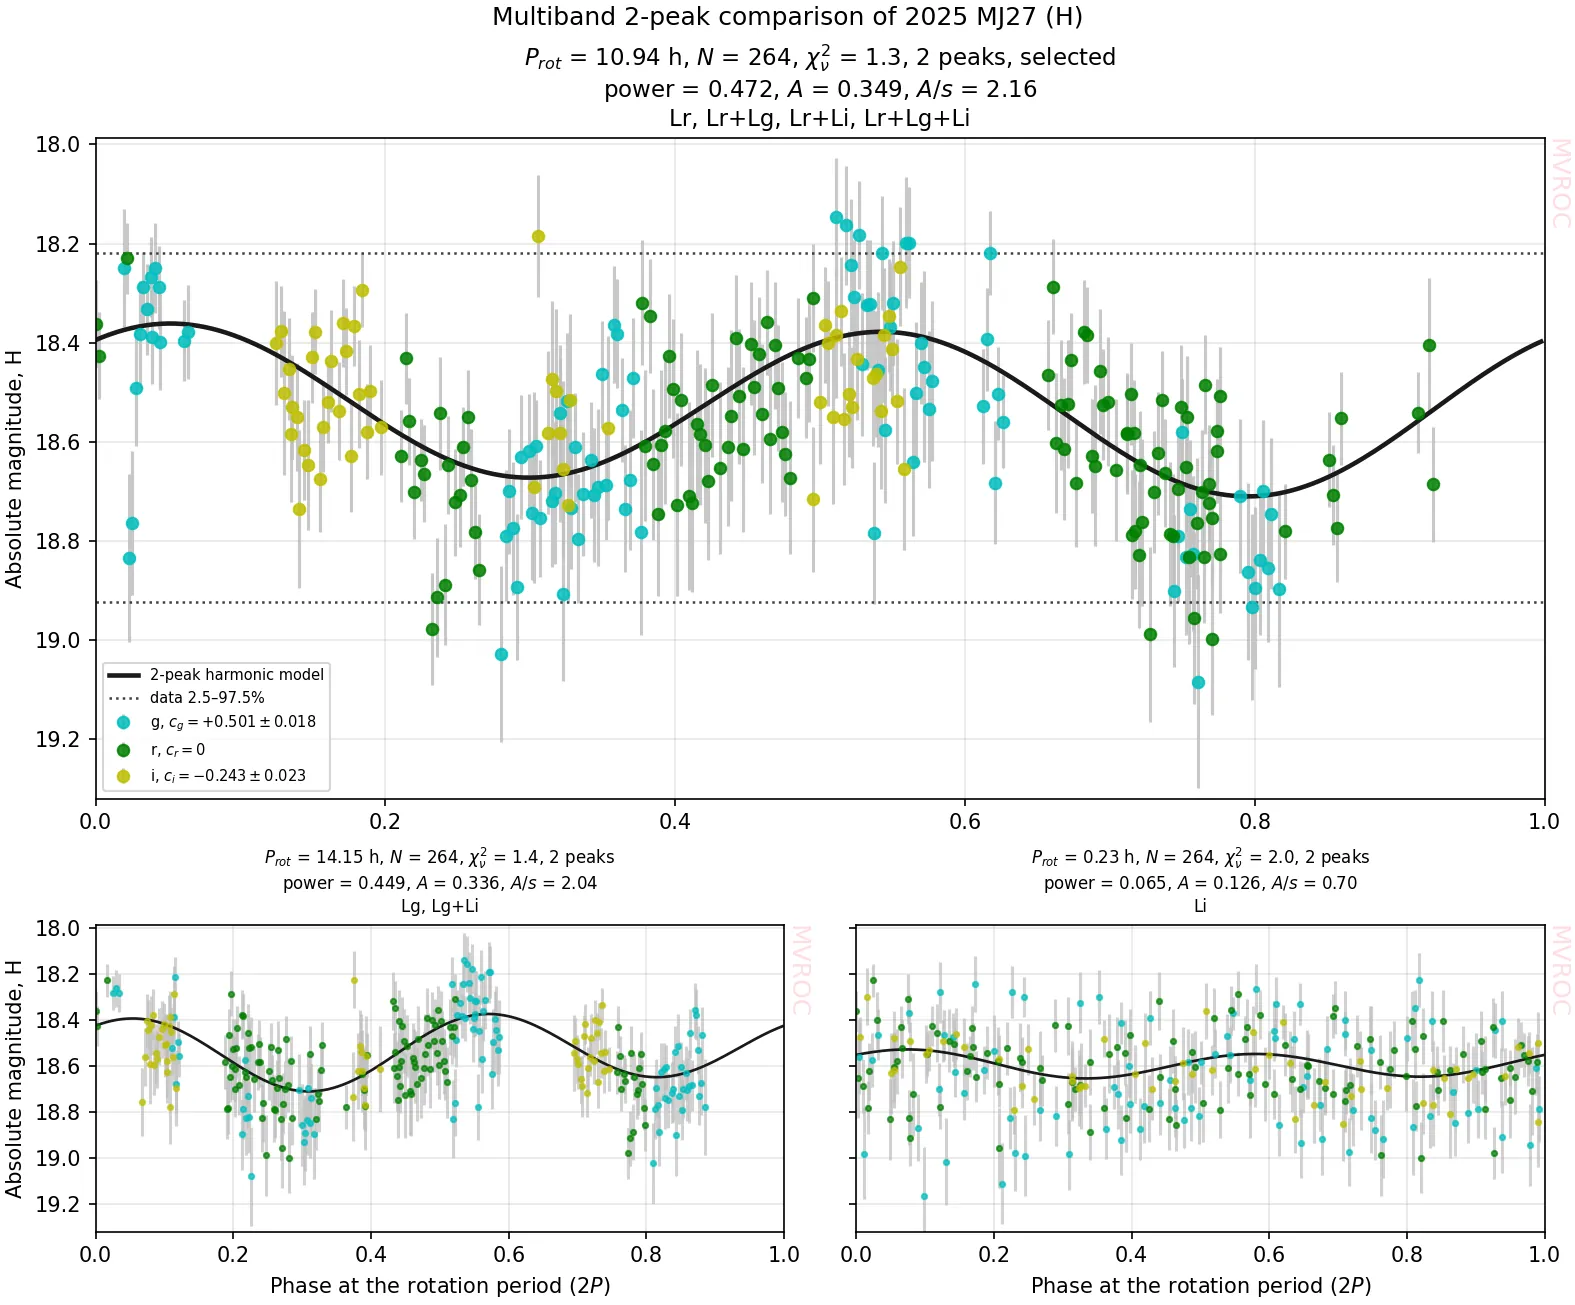 Multiband 2-peak comparison of 2025 MJ27 (H)
P_rot = 10.94 h, N = 264, χ²_ν = 1.3, 2 peaks, selected
power = 0.472, A = 0.349, A/s = 2.16
Lr, Lr+Lg, Lr+Li, Lr+Lg+Li
MVROC
Absolute magnitude, H
18.0
18.2
18.4
18.6
18.8
19.0
19.2
2-peak harmonic model
data 2.5–97.5%
g, c_g = +0.501 ± 0.018
r, c_r = 0
i, c_i = −0.243 ± 0.023
0.0 0.2 0.4 0.6 0.8 1.0
P_rot = 14.15 h, N = 264, χ²_ν = 1.4, 2 peaks
power = 0.449, A = 0.336, A/s = 2.04
Lg, Lg+Li
MVROC
Absolute magnitude, H
18.0
18.2
18.4
18.6
18.8
19.0
19.2
0.0 0.2 0.4 0.6 0.8 1.0
Phase at the rotation period (2P)
P_rot = 0.23 h, N = 264, χ²_ν = 2.0, 2 peaks
power = 0.065, A = 0.126, A/s = 0.70
Li
MVROC
0.0 0.2 0.4 0.6 0.8 1.0
Phase at the rotation period (2P)